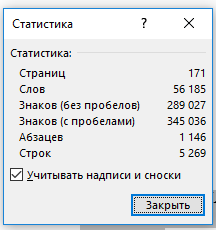 Статистика
?
Статистика:
Страниц 171
Слов 56 185
Знаков (без пробелов) 289 027
Знаков (с пробелами) 345 036
Абзацев 1 146
Строк 5 269
Учитывать надписи и сноски
Закрыть